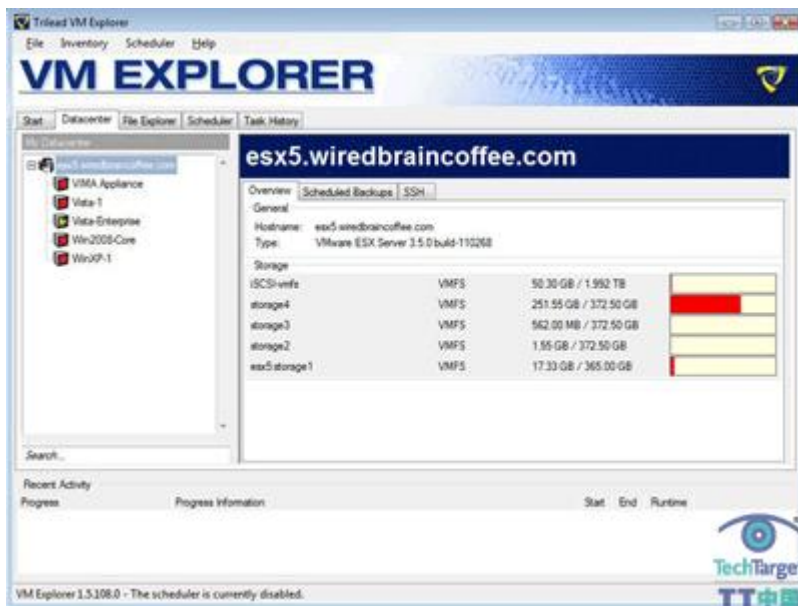 Trilead VM Explorer
File Inventory Scheduler Help
VM EXPLORER
Start Datacenter File Explorer Scheduler Task History
My Datacenter
esx5.wiredbraincoffee.com
VIMA Appliance
Vista-1
Vista-Enterprise
Win2008-Core
WinXP-1
Search...
esx5.wiredbraincoffee.com
Overview Scheduled Backups SSH
General
Hostname: esx5.wiredbraincoffee.com
Type: VMware ESX Server 3.5.0 build-110268
Storage
iSCSI-vmfs VMFS 50.30 GB / 1.992 TB
storage4 VMFS 251.55 GB / 372.50 GB
storage3 VMFS 562.00 MB / 372.50 GB
storage2 VMFS 1.55 GB / 372.50 GB
esx5:storage1 VMFS 17.33 GB / 365.00 GB
Recent Activity
Progress Progress Information Start End Runtime
VM Explorer 1.5.108.0 - The scheduler is currently disabled.
TechTarge
TT中国